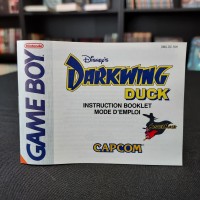 Nintendo
GAME BOY
Disney's
DARKWING
DUCK
INSTRUCTION BOOKLET
MODE D'EMPLOI
CAPCOM